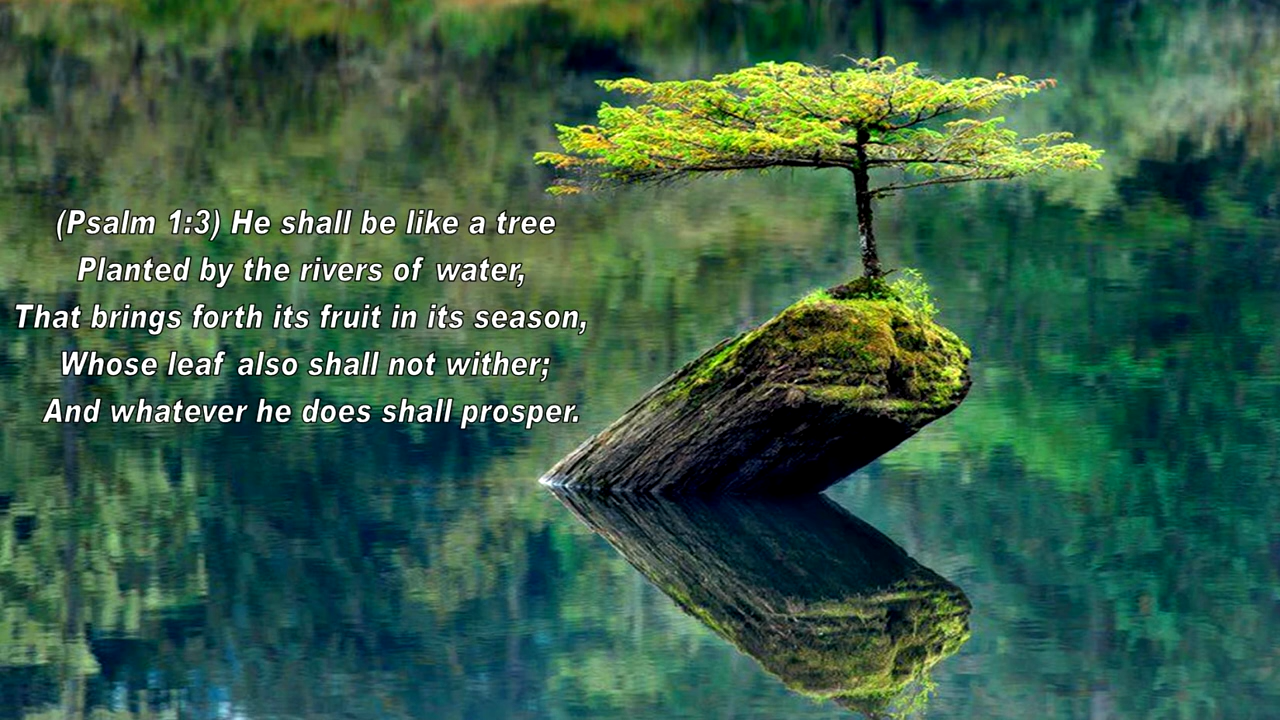 (Psalm 1:3) He shall be like a tree
Planted by the rivers of water,
That brings forth its fruit in its season,
Whose leaf also shall not wither;
And whatever he does shall prosper.